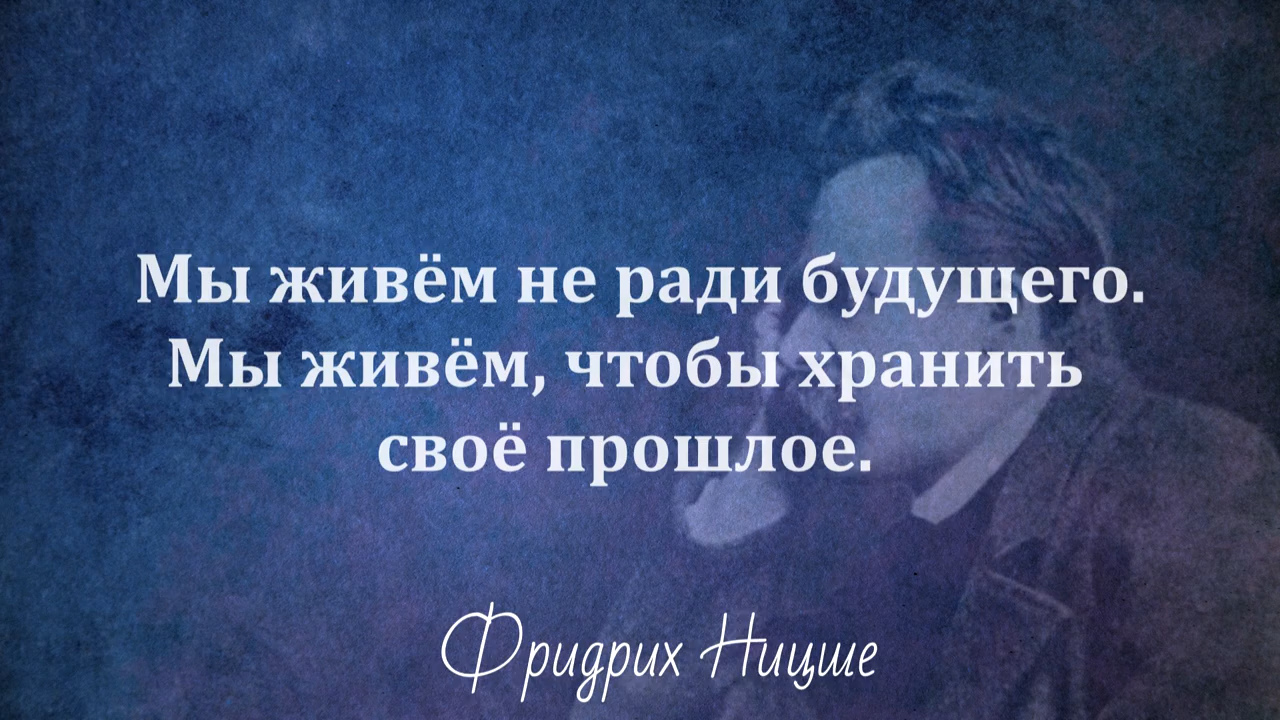 Мы живём не ради будущего.
Мы живём, чтобы хранить
своё прошлое.
Фридрих Ницше